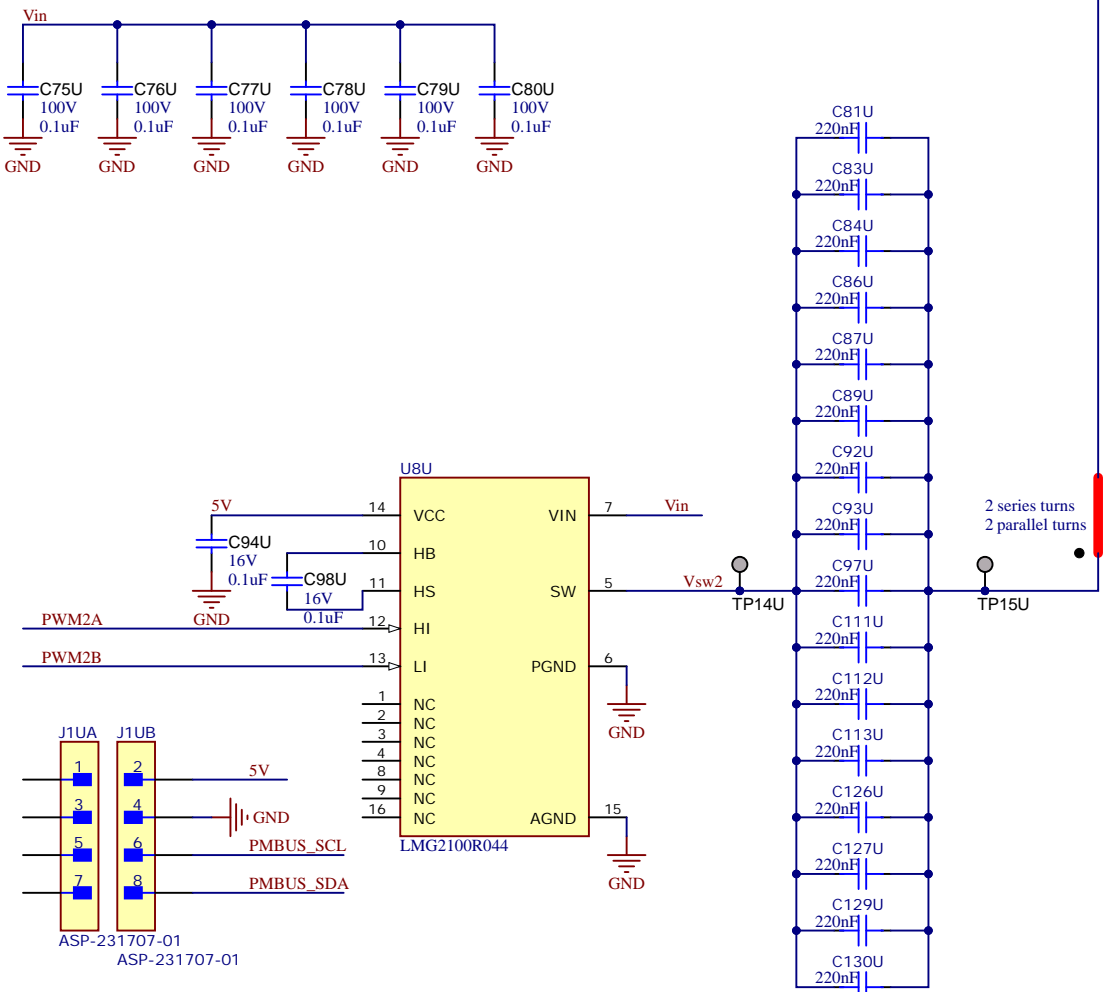 Vin
C75U
100V
0.1uF
GND
C76U
100V
0.1uF
GND
C77U
100V
0.1uF
GND
C78U
100V
0.1uF
GND
C79U
100V
0.1uF
GND
C80U
100V
0.1uF
GND
C81U
220nF
C83U
220nF
C84U
220nF
C86U
220nF
C87U
220nF
C89U
220nF
C92U
220nF
C93U
220nF
C97U
220nF
C111U
220nF
C112U
220nF
C113U
220nF
C126U
220nF
C127U
220nF
C129U
220nF
C130U
220nF
2 series turns
2 parallel turns
TP14U
TP15U
U8U
5V
14
VCC
VIN
7
Vin
C94U
16V
0.1uF
GND
10
HB
C98U
16V
0.1uF
11
HS
SW
5
Vsw2
PWM2A
12
HI
PWM2B
13
LI
PGND
6
GND
1
NC
2
NC
3
NC
4
NC
8
NC
9
NC
16
NC
AGND
15
GND
LMG2100R044
J1UA
J1UB
1
2
5V
3
4
GND
5
6
PMBUS_SCL
7
8
PMBUS_SDA
ASP-231707-01
ASP-231707-01